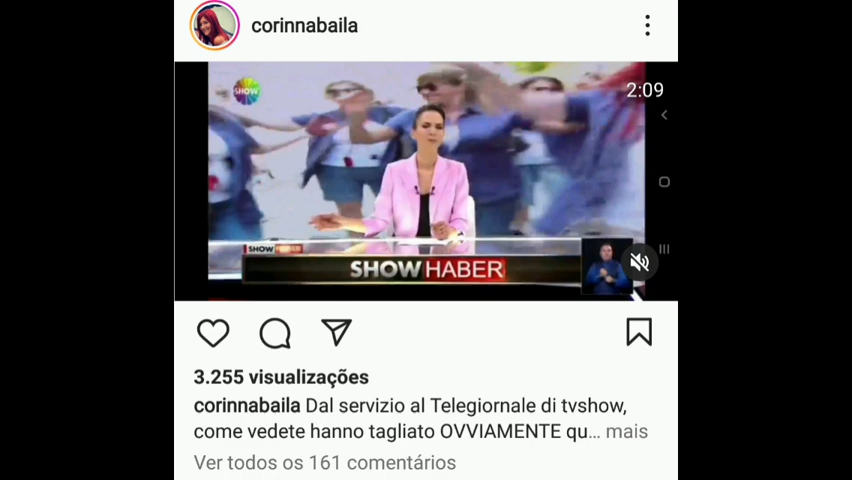 corinnabaila
SHOW
2:09
SHOW
SHOW HABER
3.255 visualizações
corinnabaila Dal servizio al Telegiornale di tvshow,
come vedete hanno tagliato OVVIAMENTE qu... mais
Ver todos os 161 comentários